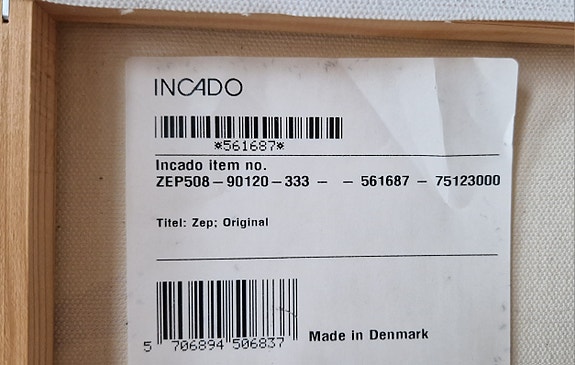 INCADO
*561687*
Incado item no.
ZEP508-90120-333 - - 561687 - 75123000
Titel: Zep; Original
Made in Denmark
5 706894 506837